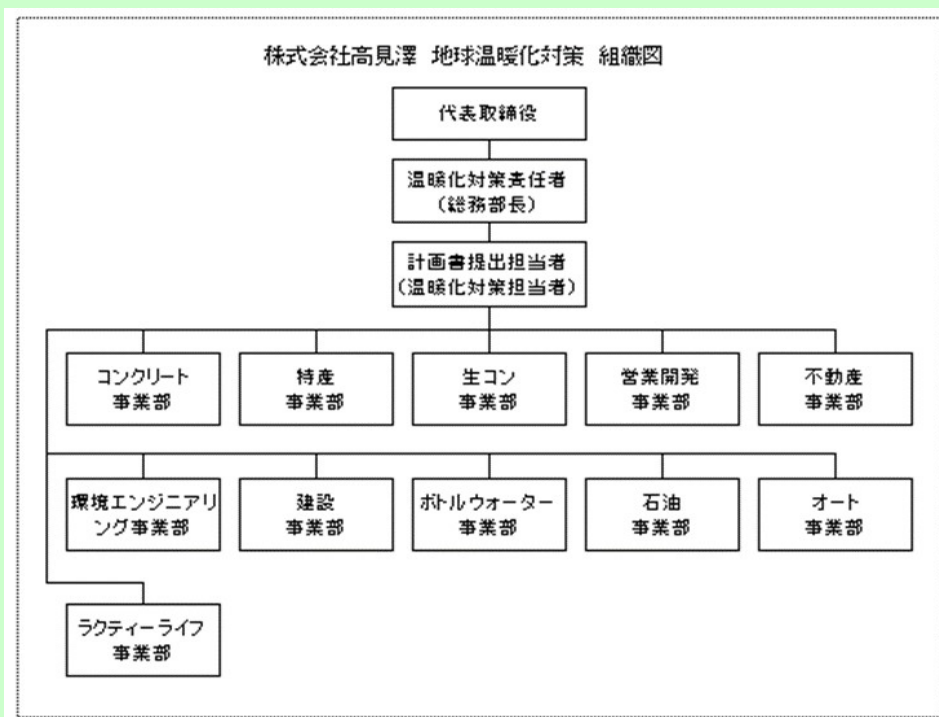 株式会社高見澤 地球温暖化対策 組織図
代表取締役
温暖化対策責任者
(総務部長)
計画書提出担当者
(温暖化対策担当者)
コンクリート
事業部
特産
事業部
生コン
事業部
営業開発
事業部
不動産
事業部
環境エンジニアリ
ング事業部
建設
事業部
ボトルウォーター
事業部
石油
事業部
オート
事業部
ラクティーライフ
事業部